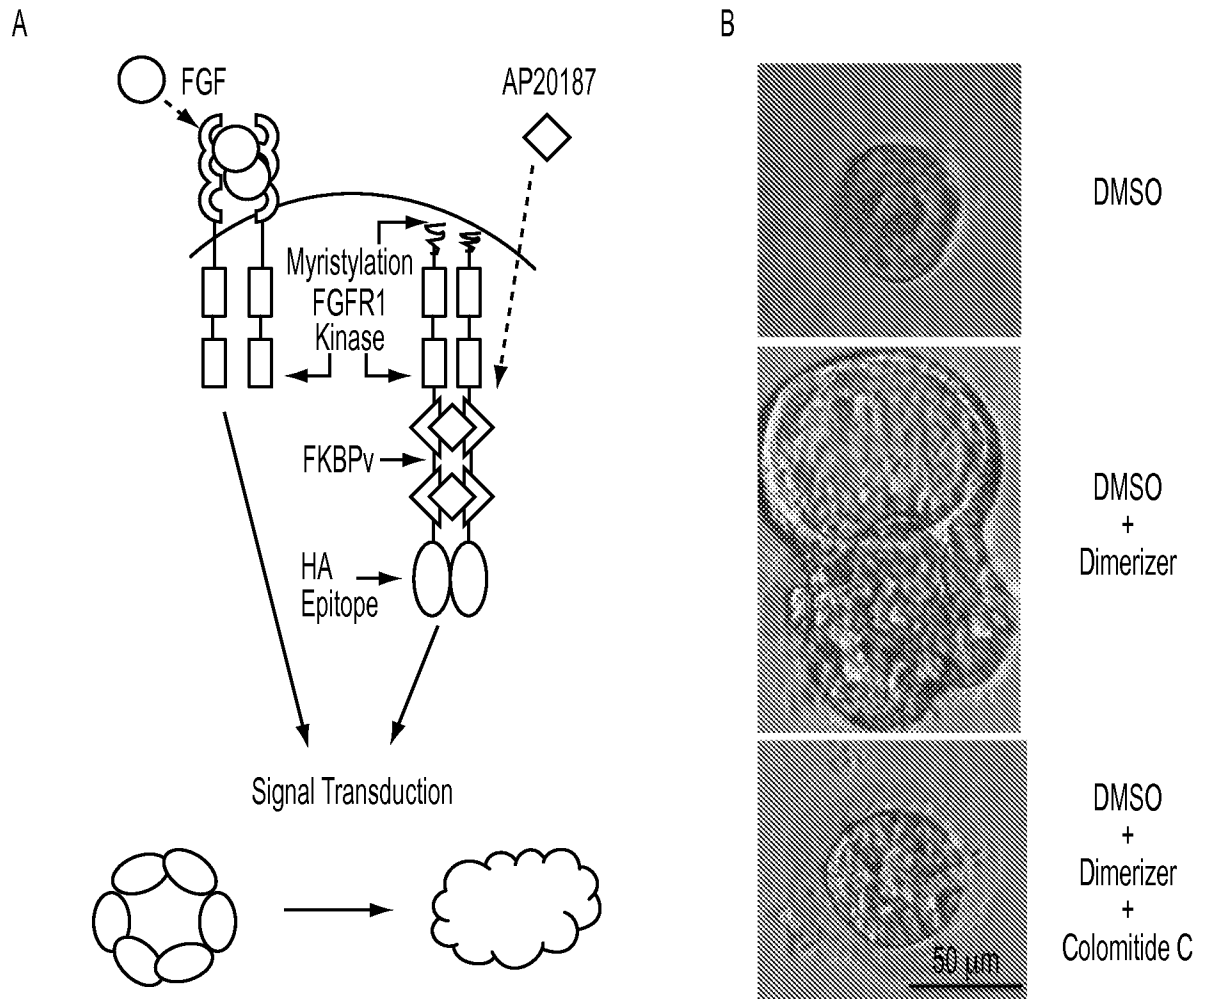 A
B
FGF
AP20187
Myristylation
FGFR1
Kinase
FKBPv
HA
Epitope
Signal Transduction
DMSO
DMSO
+
Dimerizer
DMSO
+
Dimerizer
+
Colomitide C
50 μm